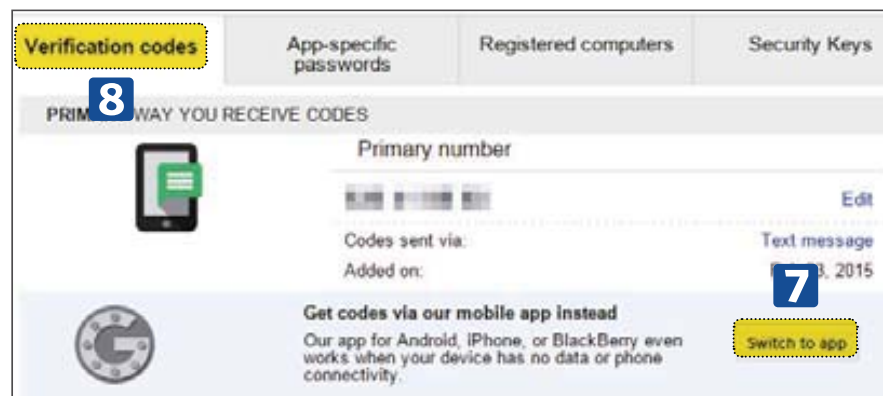 Verification codes
App-specific
passwords
Registered computers
Security Keys
8
WAY YOU RECEIVE CODES
Primary number
Edit
Codes sent via:
Text message
Added on:
2015
7
Get codes via our mobile app instead
Our app for Android, iPhone, or BlackBerry even
works when your device has no data or phone
connectivity.
Switch to app